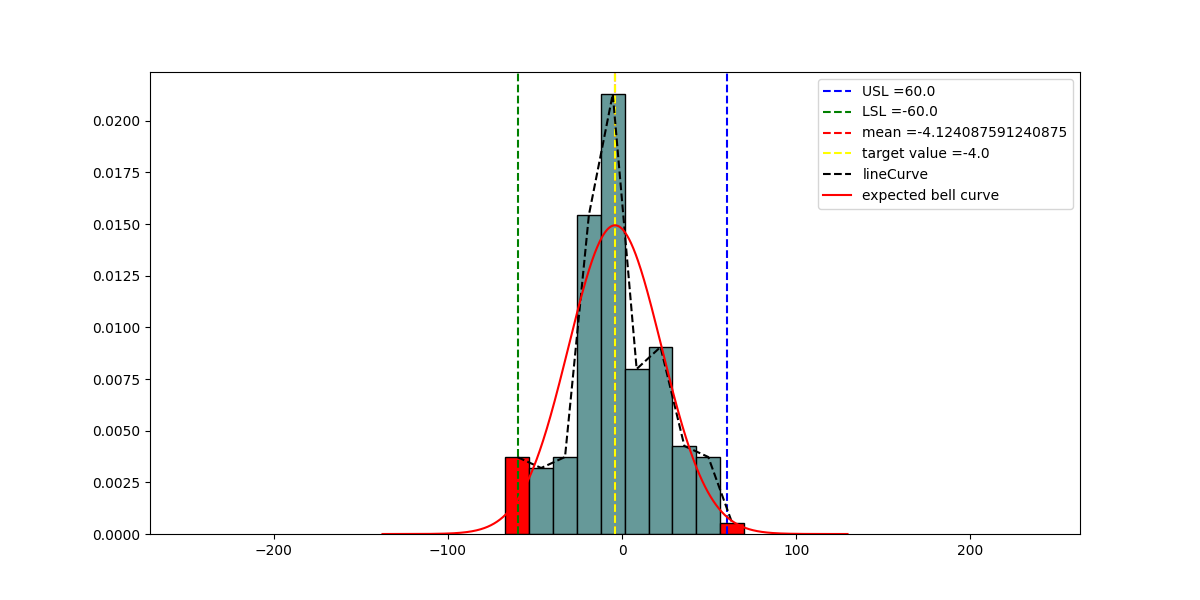 USL =60.0
LSL =-60.0
mean =-4.124087591240875
target value =-4.0
lineCurve
expected bell curve
0.0200
0.0175
0.0150
0.0125
0.0100
0.0075
0.0050
0.0025
0.0000
−200
−100
0
100
200